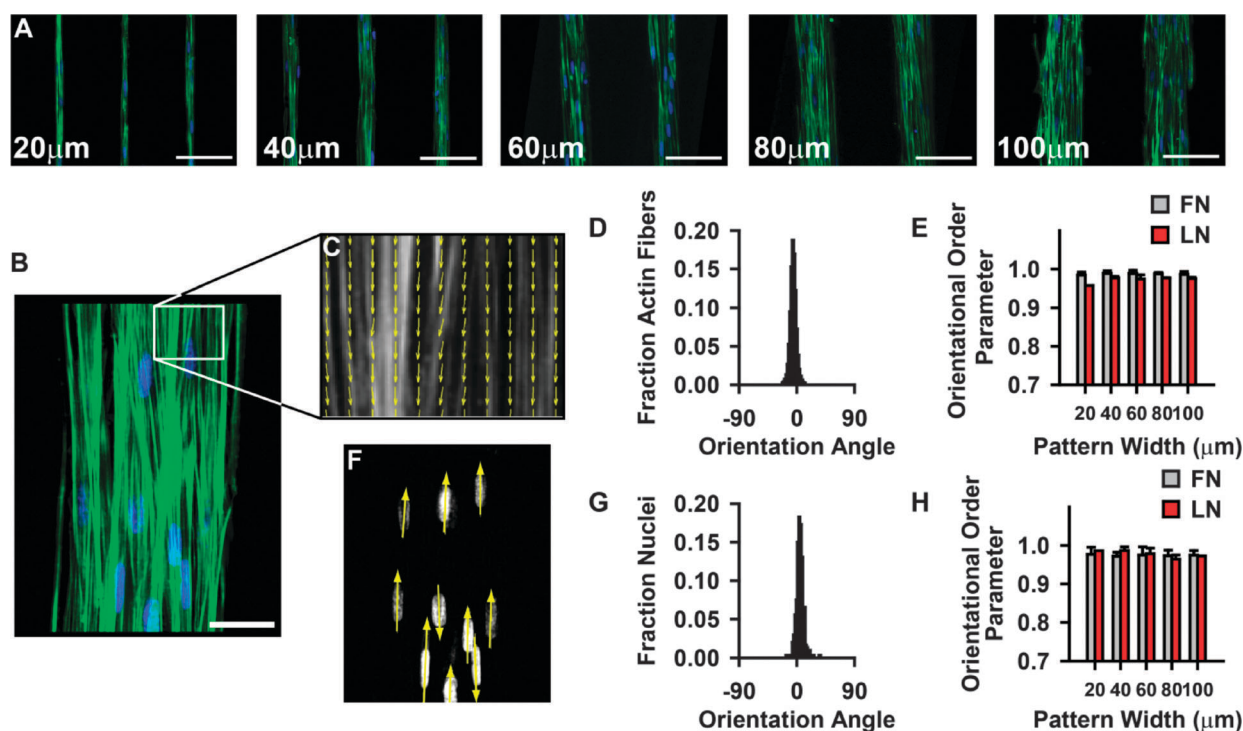 A
20μm
40μm
60μm
80μm
100μm
B
C
D
Fraction Actin Fibers
0.20
0.15
0.10
0.05
0.00
-90 0 90
Orientation Angle
E
FN
LN
Orientational Order
Parameter
1.0
0.9
0.8
0.7
20 40 60 80 100
Pattern Width (μm)
F
G
Fraction Nuclei
0.20
0.15
0.10
0.05
0.00
-90 0 90
Orientation Angle
H
FN
LN
Orientational Order
Parameter
1.0
0.9
0.8
0.7
20 40 60 80 100
Pattern Width (μm)